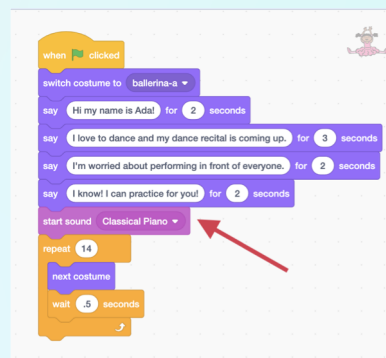 when clicked
switch costume to ballerina-a
say Hi my name is Ada! for 2 seconds
say I love to dance and my dance recital is coming up. for 3 seconds
say I'm worried about performing in front of everyone. for 2 seconds
say I know! I can practice for you! for 2 seconds
start sound Classical Piano
repeat 14
next costume
wait .5 seconds